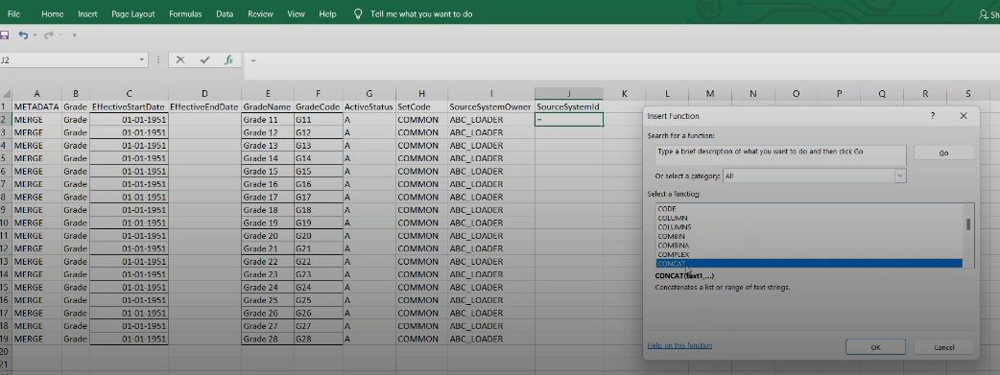 File Home Insert Page Layout Formulas Data Review View Help Tell me what you want to do Sh
J2 fx =
A B C D E F G H I J K L M N O P Q R S
1 METADATA Grade EffectiveStartDate EffectiveEndDate GradeName GradeCode ActiveStatus SetCode SourceSystemOwner SourceSystemId
2 MERGE Grade 01-01-1951 Grade 11 G11 A COMMON ABC_LOADER =
3 MERGE Grade 01-01-1951 Grade 12 G12 A COMMON ABC_LOADER
4 MERGE Grade 01-01-1951 Grade 13 G13 A COMMON ABC_LOADER
5 MERGE Grade 01-01-1951 Grade 14 G14 A COMMON ABC_LOADER
6 MERGE Grade 01-01-1951 Grade 15 G15 A COMMON ABC_LOADER
7 MERGE Grade 01-01-1951 Grade 16 G16 A COMMON ABC_LOADER
8 MERGE Grade 01-01-1951 Grade 17 G17 A COMMON ABC_LOADER
9 MERGE Grade 01-01-1951 Grade 18 G18 A COMMON ABC_LOADER
10 MERGE Grade 01-01-1951 Grade 19 G19 A COMMON ABC_LOADER
11 MERGE Grade 01-01-1951 Grade 20 G20 A COMMON ABC_LOADER
12 MERGE Grade 01-01-1951 Grade 21 G21 A COMMON ABC_LOADER
13 MERGE Grade 01-01-1951 Grade 22 G22 A COMMON ABC_LOADER
14 MERGE Grade 01-01-1951 Grade 23 G23 A COMMON ABC_LOADER
15 MERGE Grade 01-01-1951 Grade 24 G24 A COMMON ABC_LOADER
16 MERGE Grade 01-01-1951 Grade 25 G25 A COMMON ABC_LOADER
17 MERGE Grade 01-01-1951 Grade 26 G26 A COMMON ABC_LOADER
18 MERGE Grade 01-01-1951 Grade 27 G27 A COMMON ABC_LOADER
19 MERGE Grade 01-01-1951 Grade 28 G28 A COMMON ABC_LOADER
20
21
Insert Function ?
Search for a function:
Type a brief description of what you want to do and then click Go
Go
Or select a category: All
Select a function:
CODE
COLUMN
COLUMNS
COMBIN
COMBINA
COMPLEX
CONCAT
CONCAT(text1,...)
Concatenates a list or range of text strings.
Help on this function OK Cancel